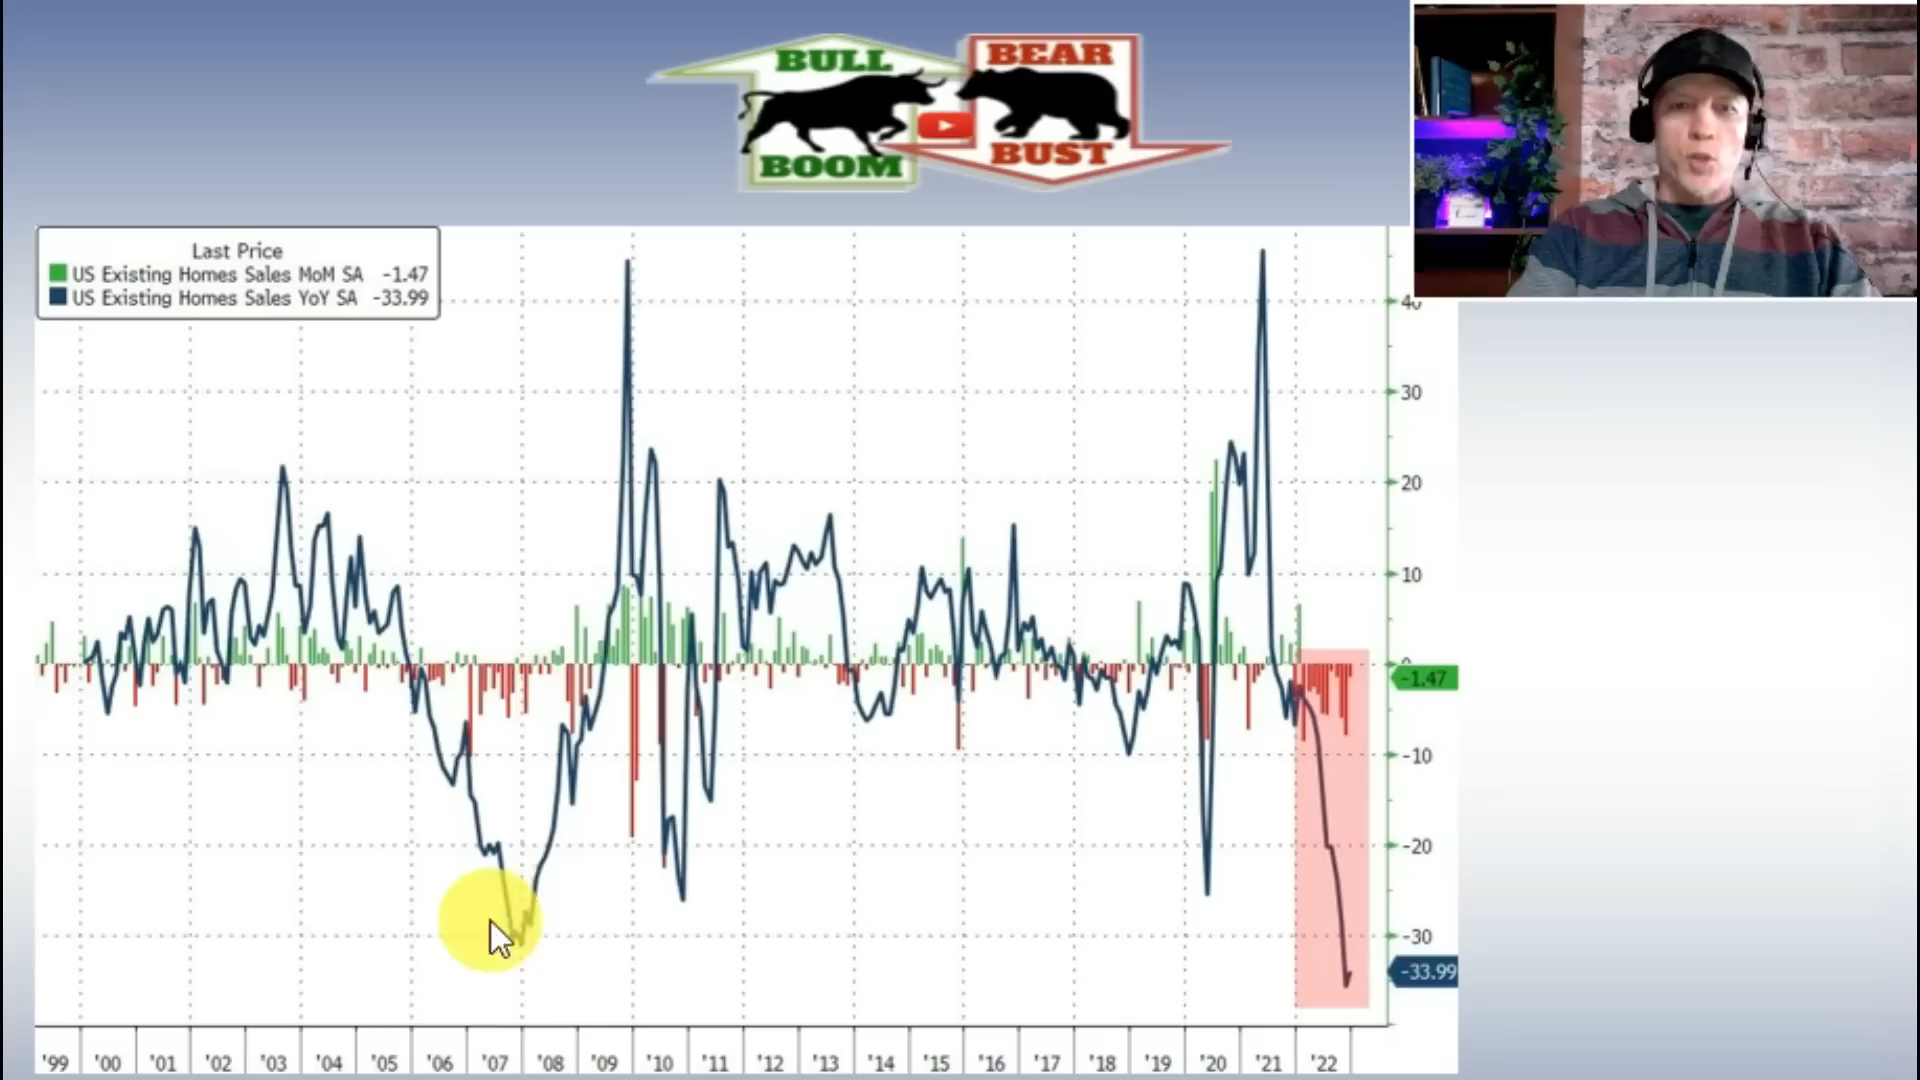 BULL
BEAR
BOOM
BUST
Last Price
US Existing Homes Sales MoM SA -1.47
US Existing Homes Sales YoY SA -33.99
40
30
20
10
0
-1.47
-10
-20
-30
-33.99
'99 '00 '01 '02 '03 '04 '05 '06 '07 '08 '09 '10 '11 '12 '13 '14 '15 '16 '17 '18 '19 '20 '21 '22